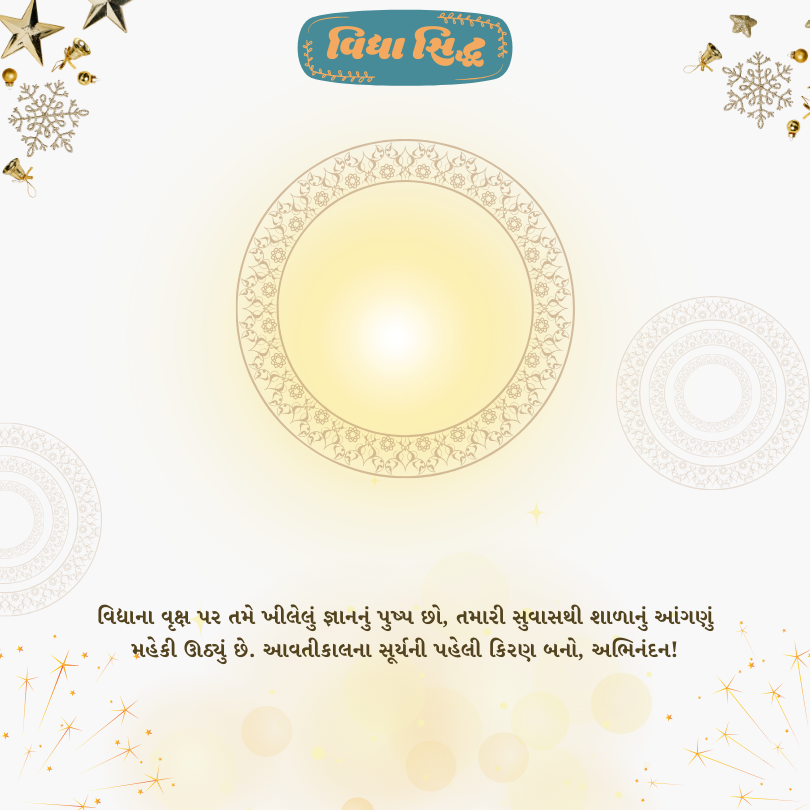 વિદ્યા સિદ્ધ
વિદ્યાના વૃક્ષ પર તમે ખીલેલું જ્ઞાનનું પુષ્પ છો, તમારી સુવાસથી શાળાનું આંગણું
મહેકી ઊઠ્યું છે. આવતીકાલના સૂર્યની પહેલી કિરણ બનો, અભિનંદન!